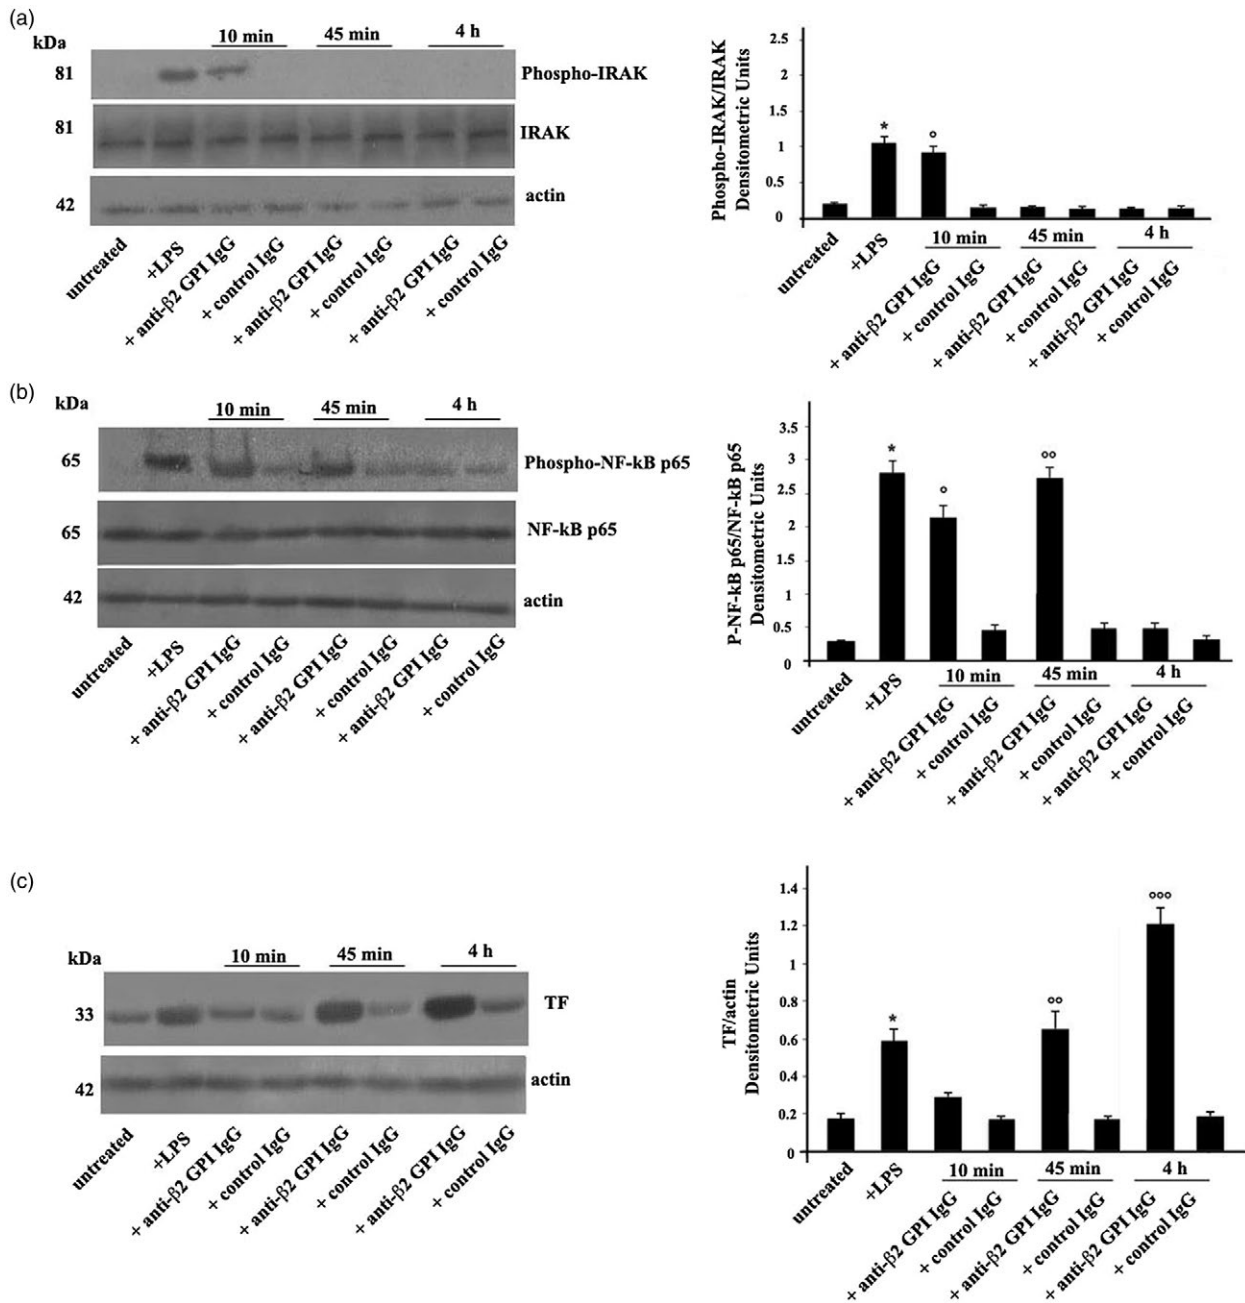 (a)
kDa
10 min 45 min 4 h
81 Phospho-IRAK
81 IRAK
42 actin
untreated
+LPS
+ anti-β2 GPI IgG
+ control IgG
+ anti-β2 GPI IgG
+ control IgG
+ anti-β2 GPI IgG
+ control IgG
Phospho-IRAK/IRAK
Densitometric Units
2.5
2
1.5
1
0.5
0
*
°
10 min 45 min 4 h
untreated
+LPS
+ anti-β2 GPI IgG
+ control IgG
+ anti-β2 GPI IgG
+ control IgG
+ anti-β2 GPI IgG
+ control IgG
(b)
kDa
10 min 45 min 4 h
65 Phospho-NF-kB p65
65 NF-kB p65
42 actin
untreated
+LPS
+ anti-β2 GPI IgG
+ control IgG
+ anti-β2 GPI IgG
+ control IgG
+ anti-β2 GPI IgG
+ control IgG
P-NF-kB p65/NF-kB p65
Densitometric Units
3.5
3
2.5
2
1.5
1
0.5
0
*
°
°°
10 min 45 min 4 h
untreated
+LPS
+ anti-β2 GPI IgG
+ control IgG
+ anti-β2 GPI IgG
+ control IgG
+ anti-β2 GPI IgG
+ control IgG
(c)
kDa
10 min 45 min 4 h
33 TF
42 actin
untreated
+LPS
+ anti-β2 GPI IgG
+ control IgG
+ anti-β2 GPI IgG
+ control IgG
+ anti-β2 GPI IgG
+ control IgG
TF/actin
Densitometric Units
1.4
1.2
1
0.8
0.6
0.4
0.2
0
*
°°
°°°
10 min 45 min 4 h
untreated
+LPS
+ anti-β2 GPI IgG
+ control IgG
+ anti-β2 GPI IgG
+ control IgG
+ anti-β2 GPI IgG
+ control IgG